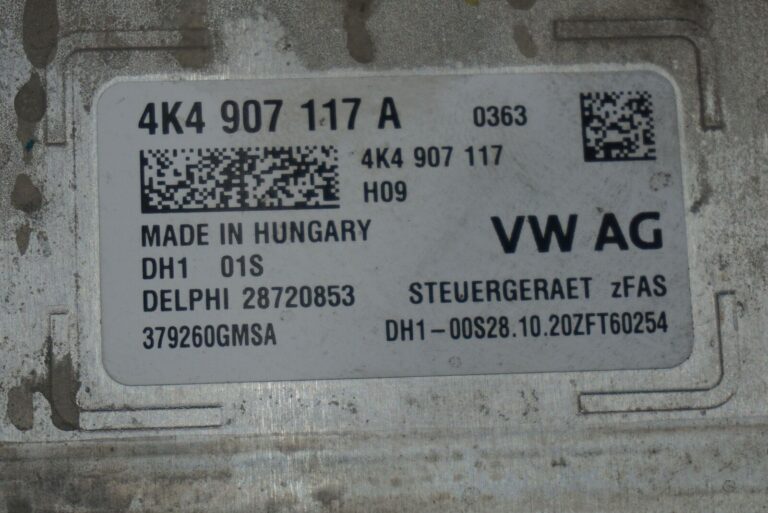 4K4 907 117 A 0363
4K4 907 117
H09
MADE IN HUNGARY
VW AG
DH1 01S
DELPHI 28720853
STEUERGERAET zFAS
379260GMSA
DH1-00S28.10.20ZFT60254